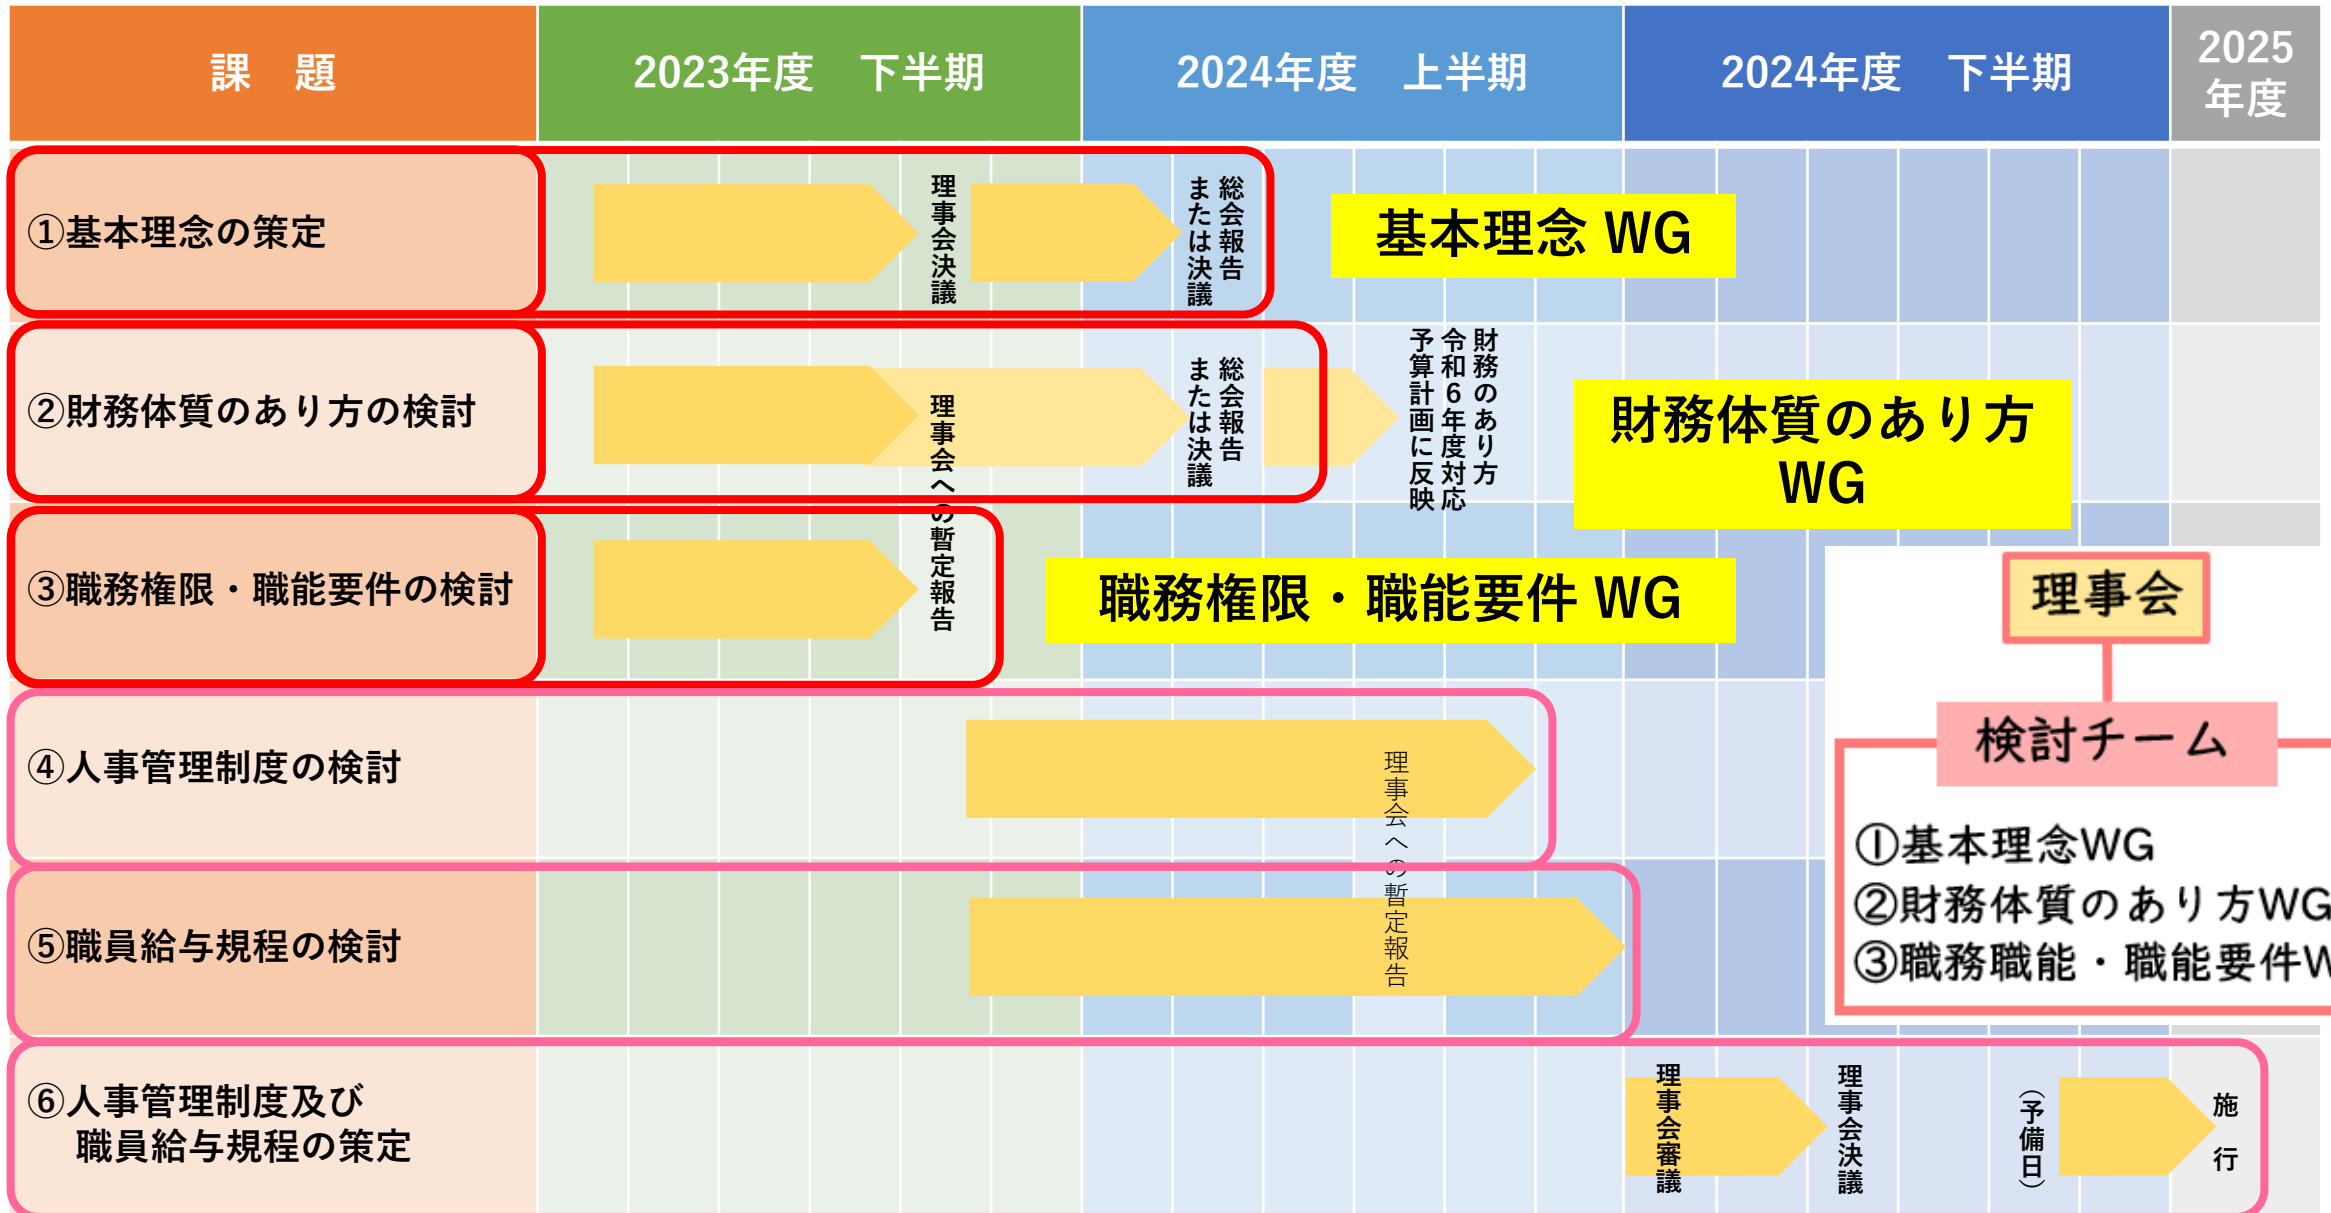 課　題
2023年度　下半期
2024年度　上半期
2024年度　下半期
2025
年度
①基本理念の策定
理事会決議
総会報告
または決議
基本理念 WG
②財務体質のあり方の検討
理事会への暫定報告
総会報告
または決議
財務のあり方
令和６年度対応
予算計画に反映
財務体質のあり方
WG
③職務権限・職能要件の検討
職務権限・職能要件 WG
理事会
検討チーム
①基本理念WG
②財務体質のあり方WG
③職務職能・職能要件W
④人事管理制度の検討
理事会への暫定報告
⑤職員給与規程の検討
⑥人事管理制度及び
職員給与規程の策定
理事会審議
理事会決議
（予備日）
施行